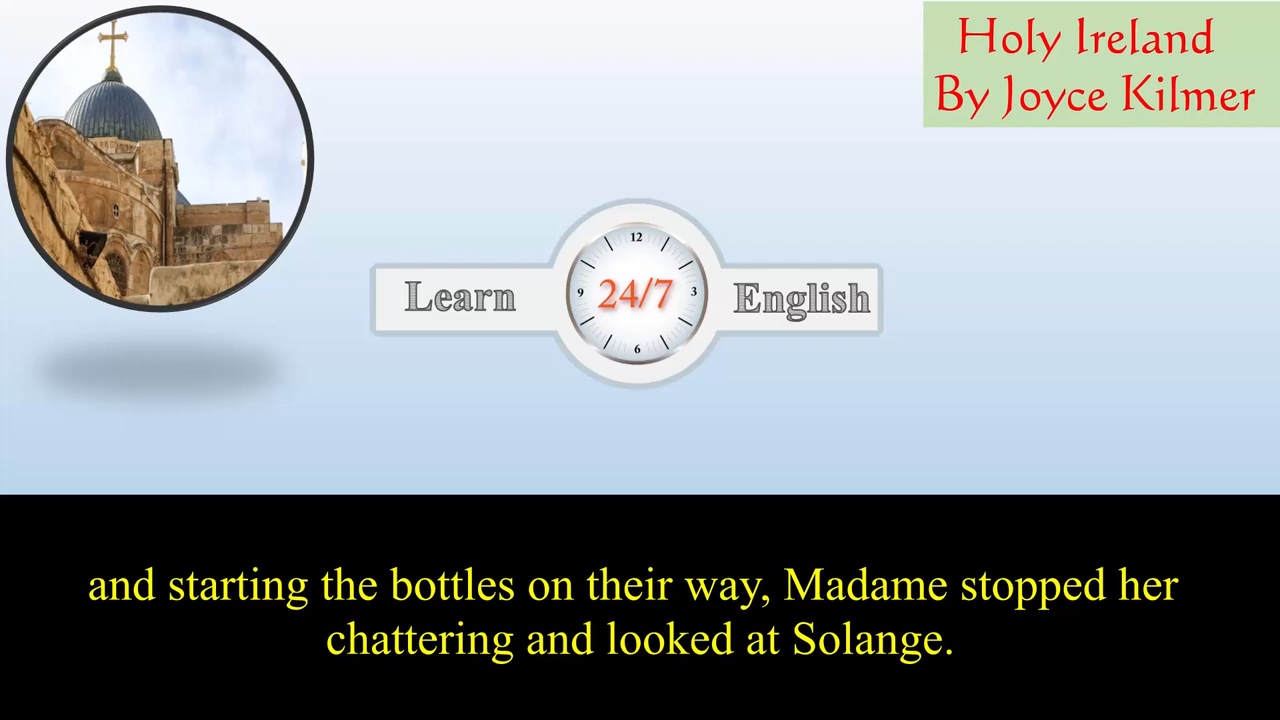 Holy Ireland
By Joyce Kilmer
12
Learn 9 24/7 3 English
6
and starting the bottles on their way, Madame stopped her
chattering and looked at Solange.